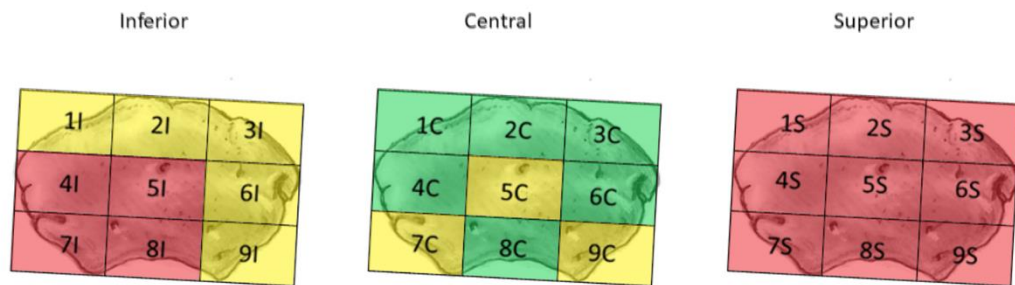 Inferior Central Superior
1I 2I 3I 1C 2C 3C 1S 2S 3S
4I 5I 6I 4C 5C 6C 4S 5S 6S
7I 8I 9I 7C 8C 9C 7S 8S 9S